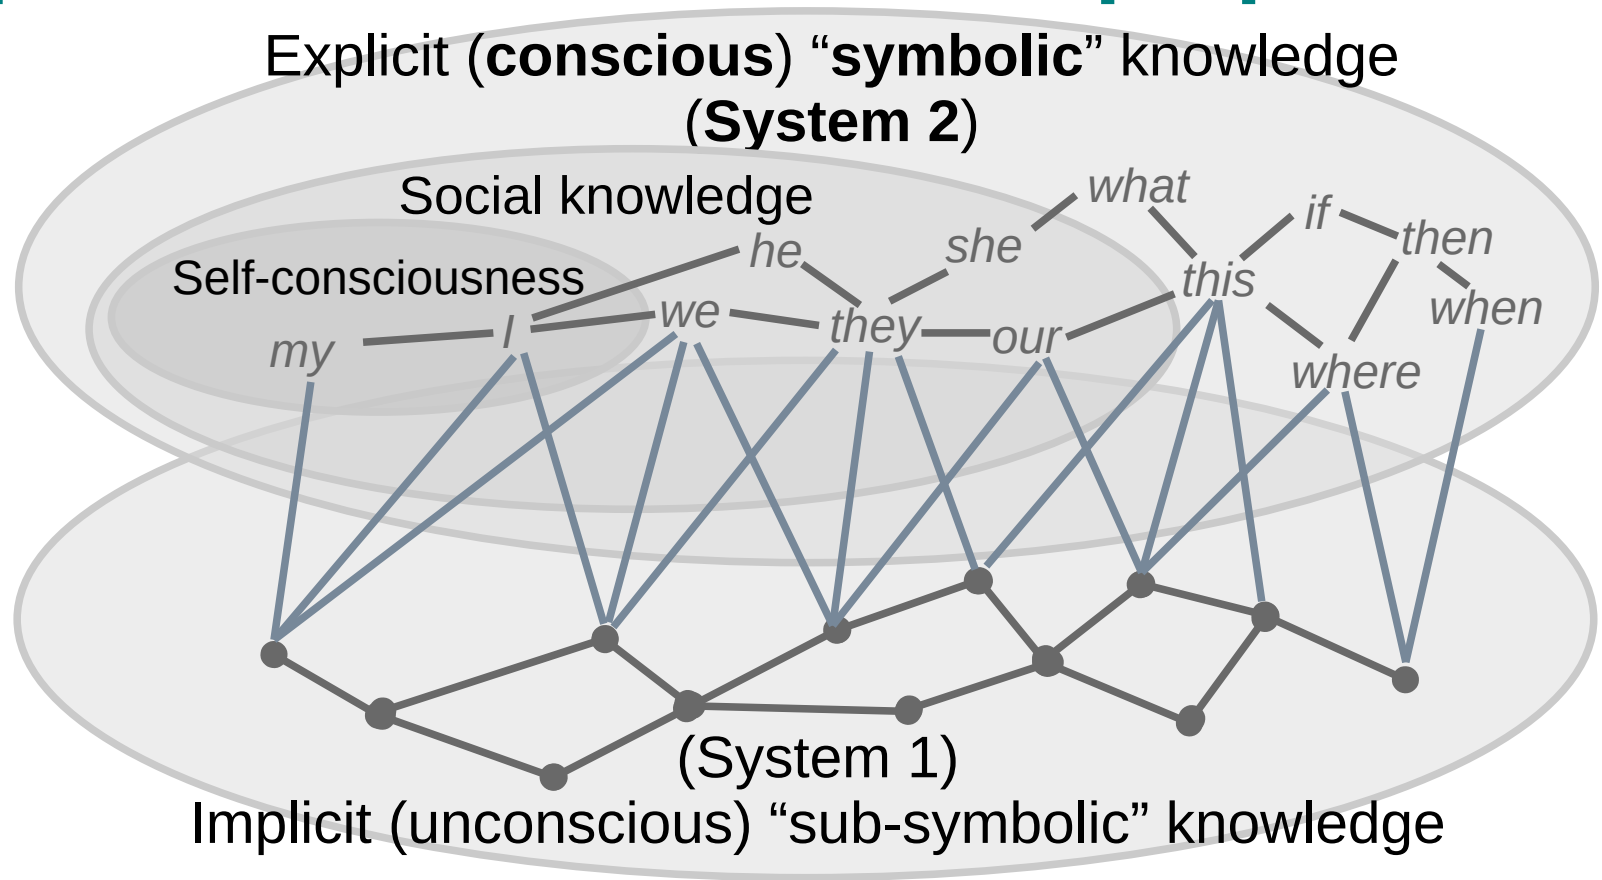 Explicit (conscious) “symbolic” knowledge
(System 2)
Social knowledge
Self-consciousness
my
I
he
we
they
she
our
what
this
if
then
when
where
(System 1)
Implicit (unconscious) “sub-symbolic” knowledge